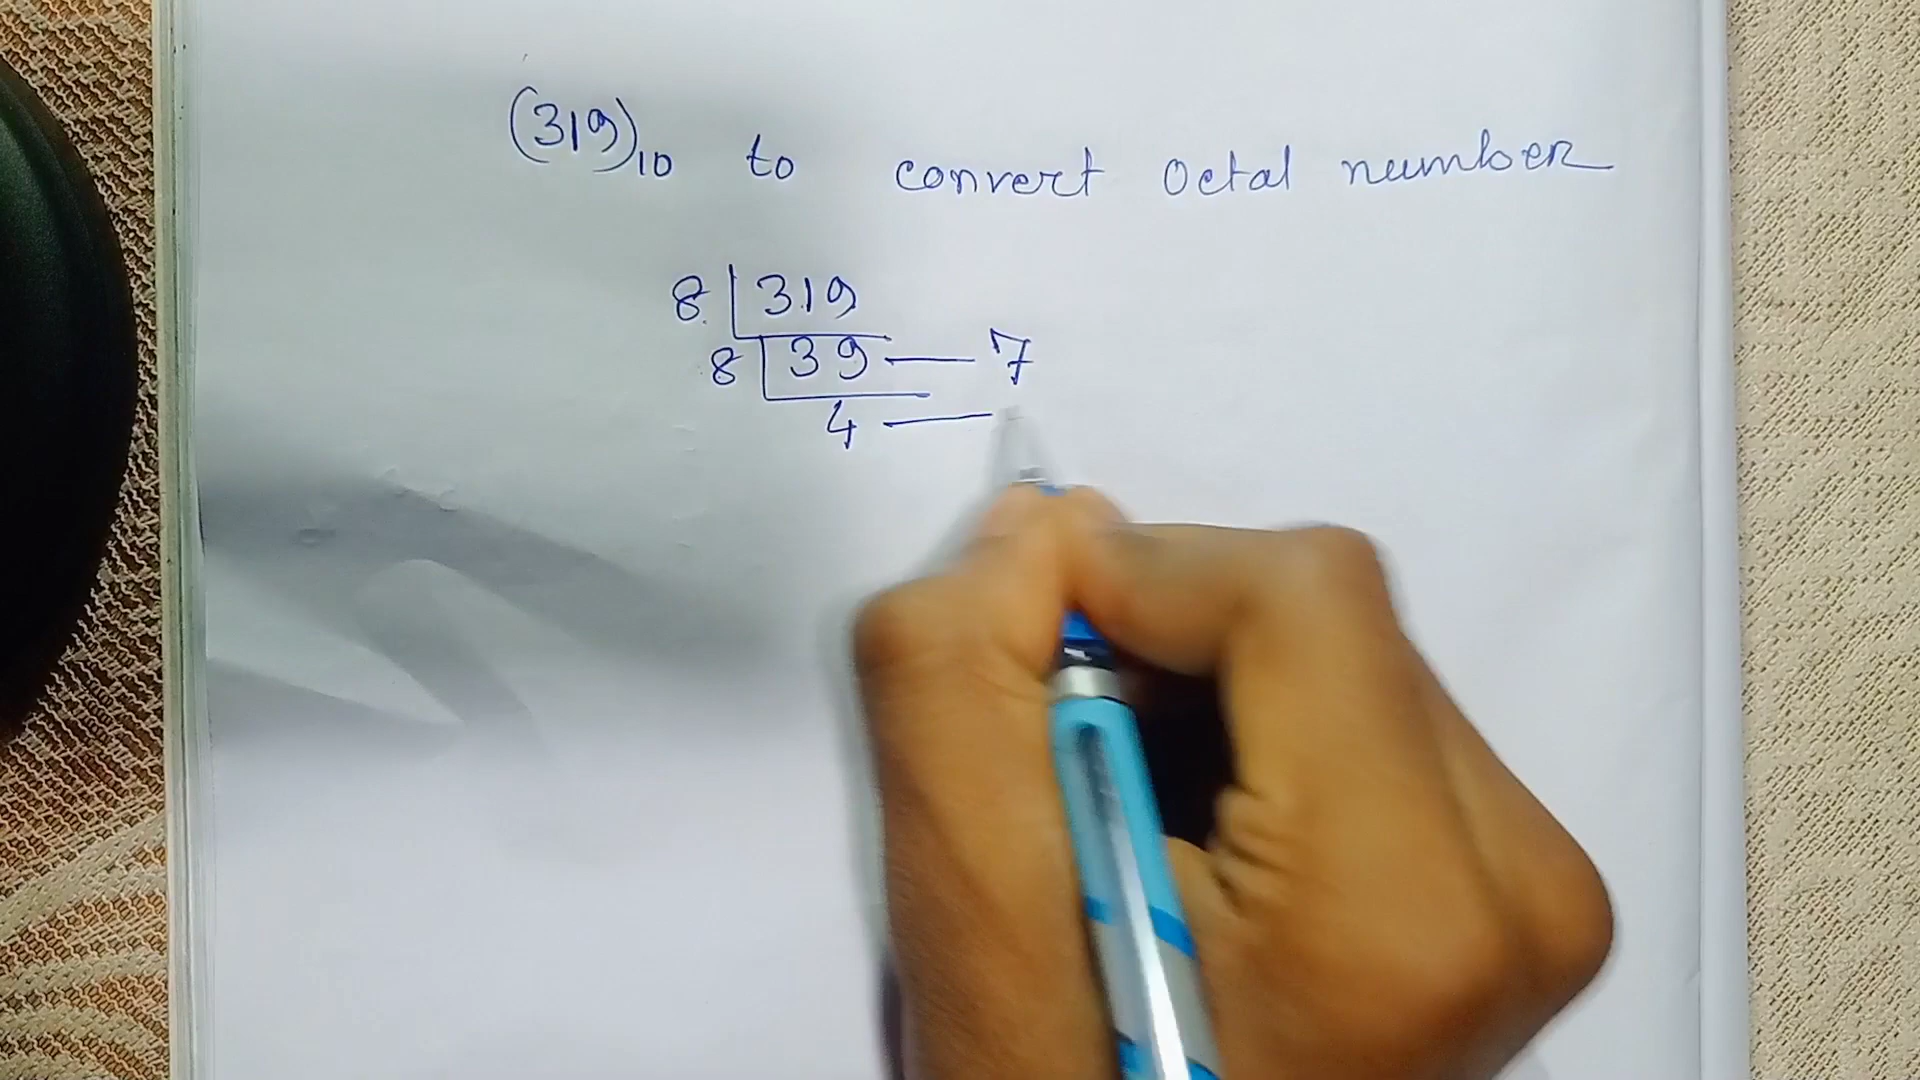 (319)10 to convert Octal number
8 319
8 39 — 7
4 —